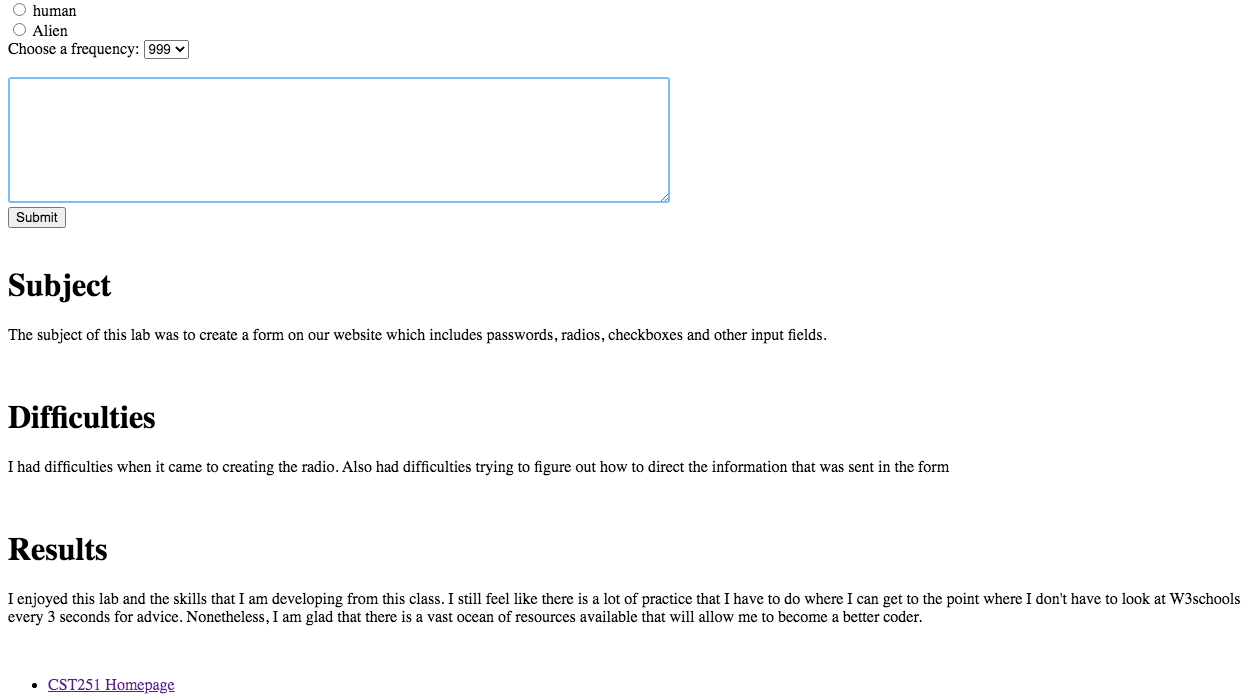 human
Alien
Choose a frequency: 999
Submit
Subject
The subject of this lab was to create a form on our website which includes passwords, radios, checkboxes and other input fields.
Difficulties
I had difficulties when it came to creating the radio. Also had difficulties trying to figure out how to direct the information that was sent in the form
Results
I enjoyed this lab and the skills that I am developing from this class. I still feel like there is a lot of practice that I have to do where I can get to the point where I don't have to look at W3schools
every 3 seconds for advice. Nonetheless, I am glad that there is a vast ocean of resources available that will allow me to become a better coder.
CST251 Homepage